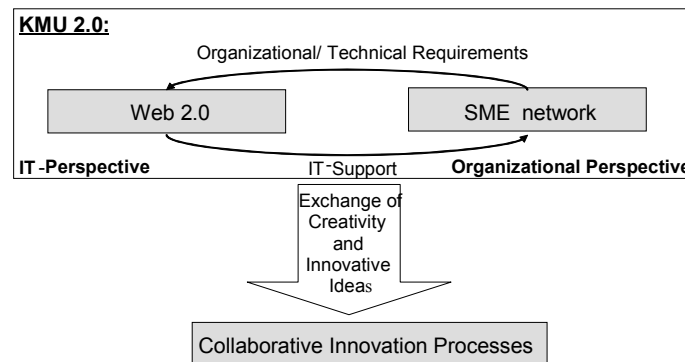 KMU 2.0:
Organizational/ Technical Requirements
Web 2.0
SME network
IT-Perspective
IT-Support
Organizational Perspective
Exchange of
Creativity
and
Innovative
Ideas
Collaborative Innovation Processes